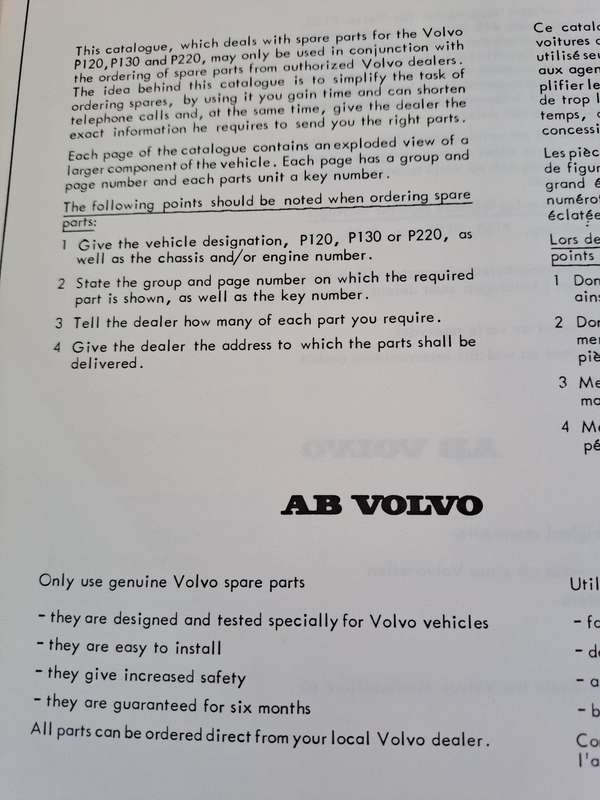 This catalogue, which deals with spare parts for the Volvo
P120, P130 and P220, may only be used in conjunction with
the ordering of spare parts from authorized Volvo dealers.
The idea behind this catalogue is to simplify the task of
ordering spares, by using it you gain time and can shorten
telephone calls and, at the same time, give the dealer the
exact information he requires to send you the right parts.
Each page of the catalogue contains an exploded view of a
larger component of the vehicle. Each page has a group and
page number and each parts unit a key number.
The following points should be noted when ordering spare
parts:
1 Give the vehicle designation, P120, P130 or P220, as
well as the chassis and/or engine number.
2 State the group and page number on which the required
part is shown, as well as the key number.
3 Tell the dealer how many of each part you require.
4 Give the dealer the address to which the parts shall be
delivered.
AB VOLVO
Only use genuine Volvo spare parts
- they are designed and tested specially for Volvo vehicles
- they are easy to install
- they give increased safety
- they are guaranteed for six months
All parts can be ordered direct from your local Volvo dealer.
Ce catalo
voitures
utilisé seu
aux agen
plifier le
de trop l
temps,
concessi
Les pièc
de figur
grand é
numérot
éclatée
Lors de
points
1 Don
ains
2 Don
men
piè
3 Me
ma
4 Me
pé
Util
- fa
- de
- a
- b
Co
l'a